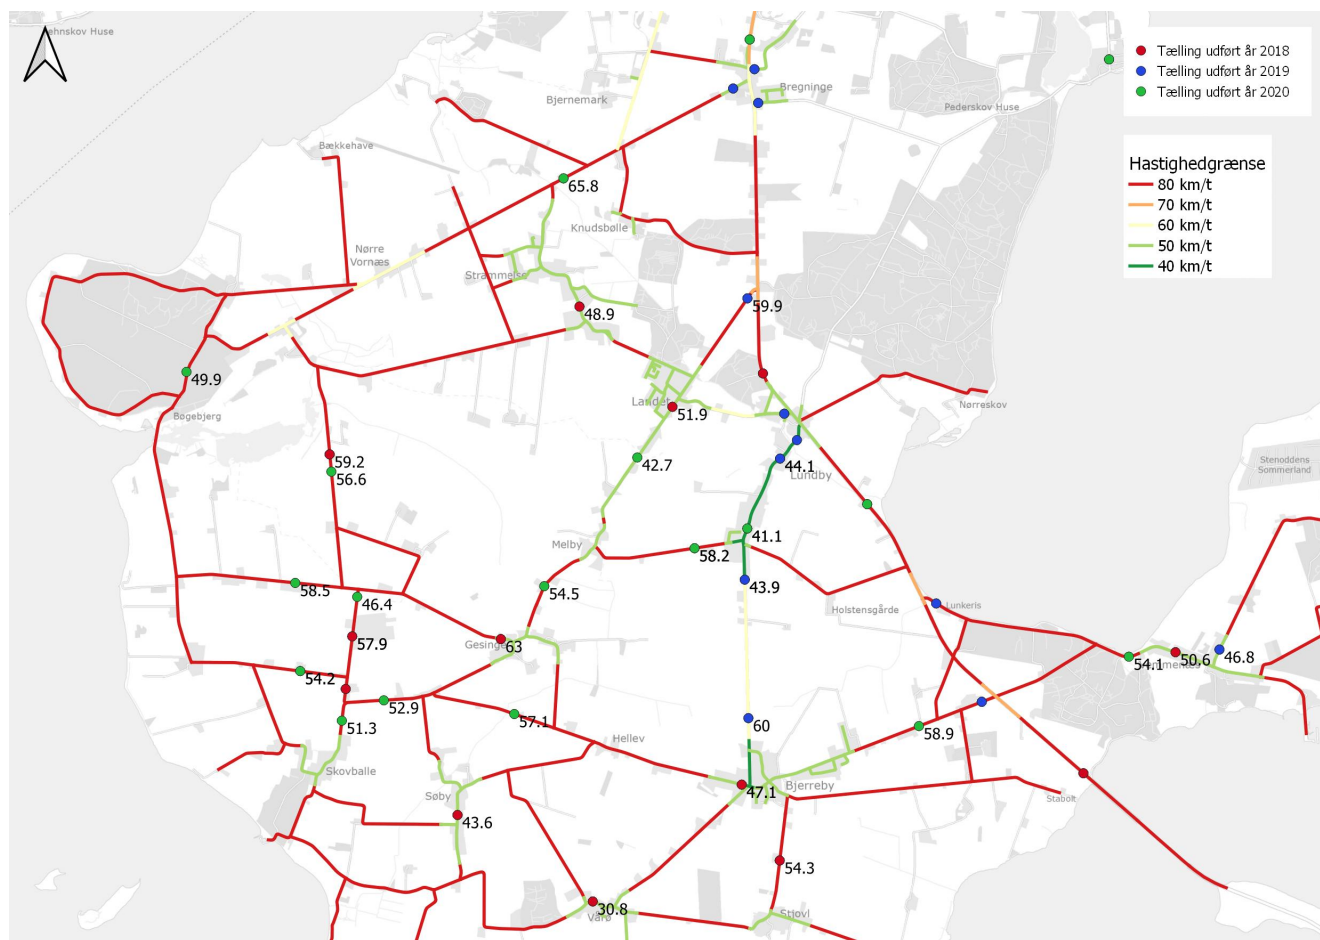 ehnskov Huse
Tælling udført år 2018
Tælling udført år 2019
Tælling udført år 2020
Bregninge
Bjernemark
Pederskov Huse
Bækkehave
Hastighedgrænse
80 km/t
70 km/t
60 km/t
50 km/t
40 km/t
65.8
Knudsbølle
Nørre
Vornæs
Strammelse
48.9
59.9
49.9
Bøgebjerg
Landet
51.9
Nørreskov
59.2
56.6
42.7
44.1
Lundby
Stenoddens
Sommerland
41.1
Melby
58.2
58.5
46.4
54.5
43.9
Holstensgårde
Lunkeris
57.9
Gesinge
63
54.1
50.6
46.8
54.2
52.9
51.3
57.1
60
58.9
Hellev
Skovballe
Søby
47.1
Bjerreby
Stabolt
43.6
54.3
30.8
Vårø
Stjovl